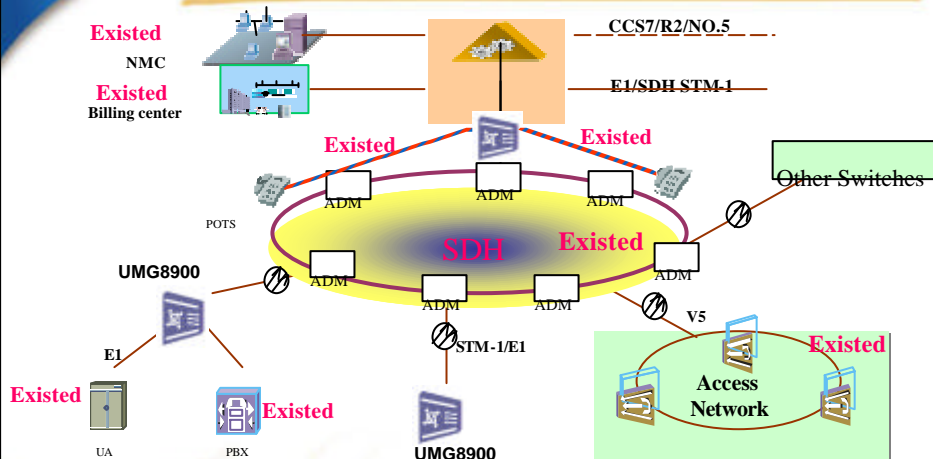 Existed
CCS7/R2/NO.5
NMC
Existed
E1/SDH STM-1
Billing center
Existed
Existed
Other Switches
ADM
ADM
ADM
POTS
SDH
Existed
UMG8900
ADM
ADM
ADM
ADM
V5
E1
STM-1/E1
Existed
Existed
Access
Network
Existed
UA
PBX
UMG8900